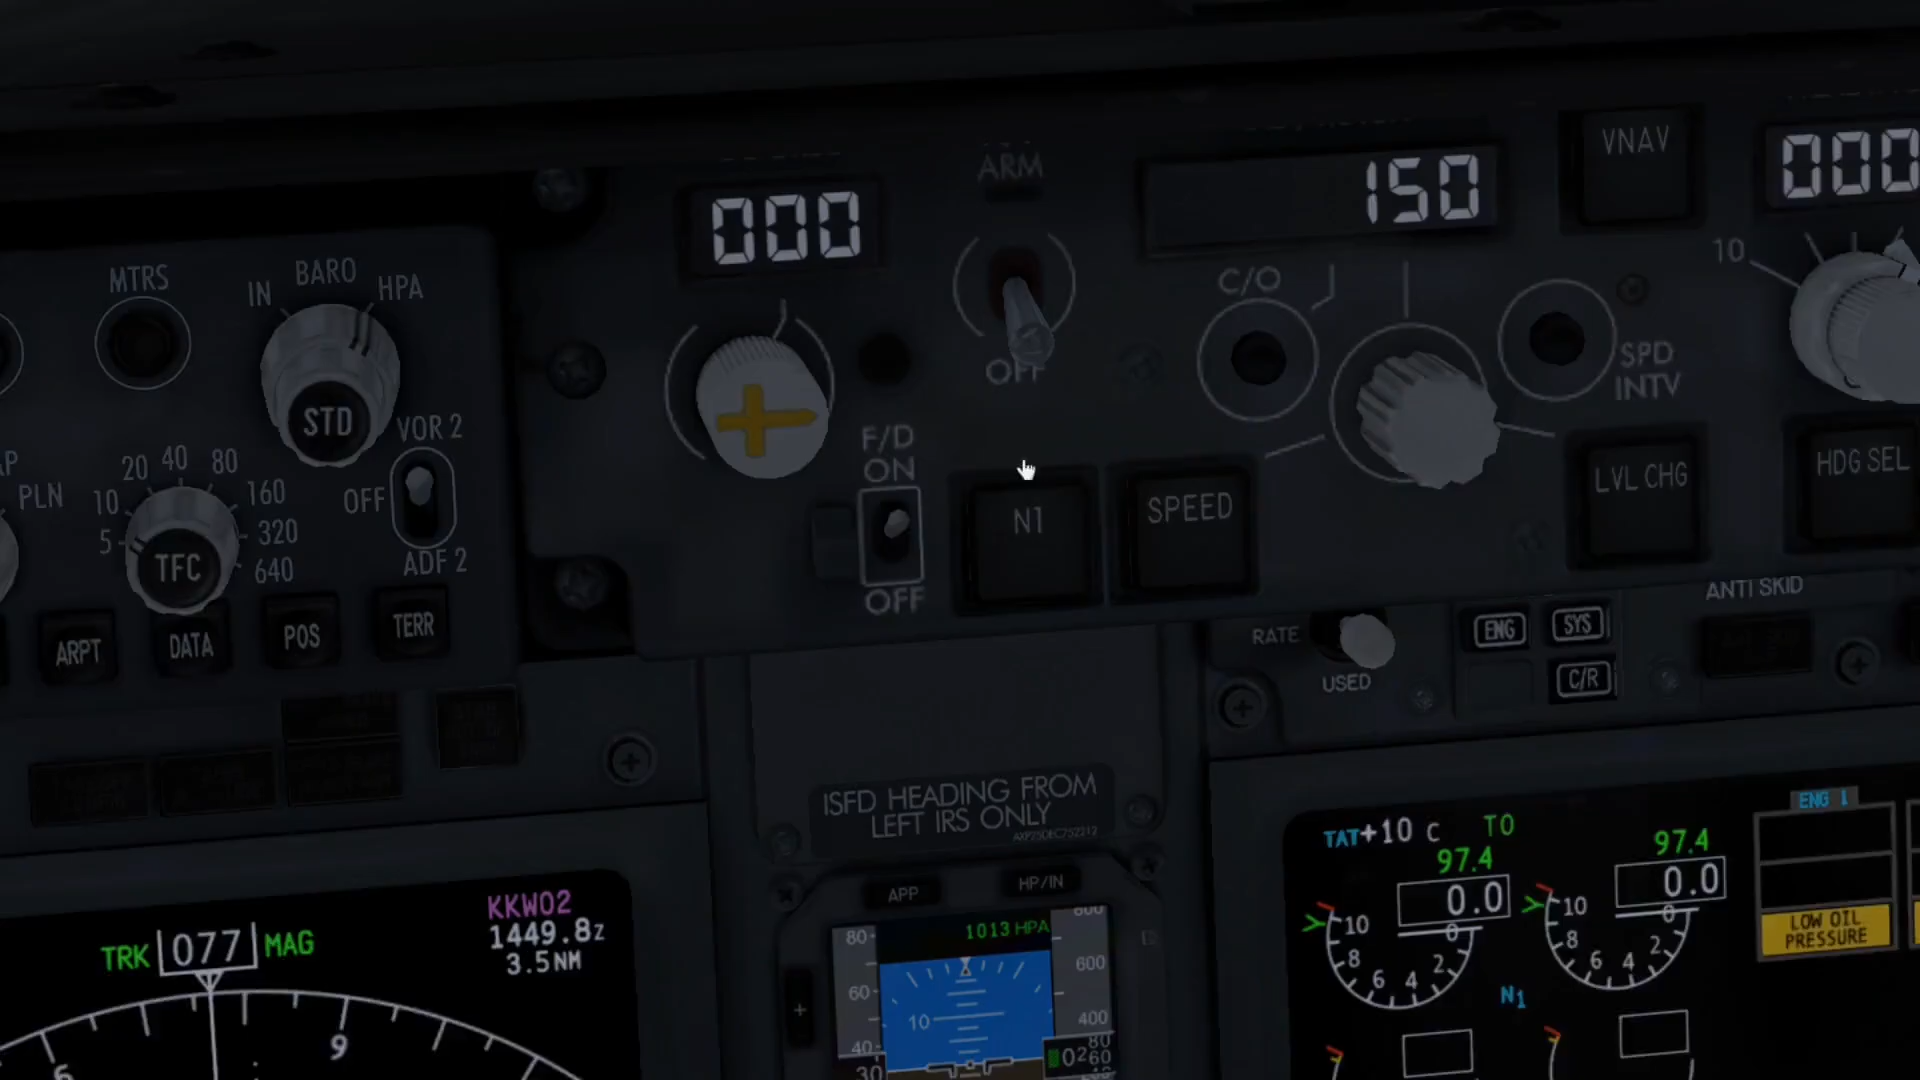 ARM
000
150
VNAV
000
10
MTRS
BARO
IN
HPA
C/O
SPD
INTV
OFF
STD
VOR 2
F/D
ON
PLN
20 40 80
10
160
5
320
640
OFF
ADF 2
TFC
N1
SPEED
LVL CHG
HDG SEL
OFF
ARPT
DATA
POS
TERR
RATE
USED
ENG
SYS
C/R
ANTI SKID
ISFD HEADING FROM
LEFT IRS ONLY
APP
HP/IN
TRK 077 MAG
KKW02
1449.8Z
3.5NM
9
1013 HPA
80
60
40
30
10
600
400
TAT+10 C
TO
97.4
97.4
0.0
0.0
10
8
6
4
2
0
10
8
6
4
2
0
N1
ENG 1
LOW OIL
PRESSURE